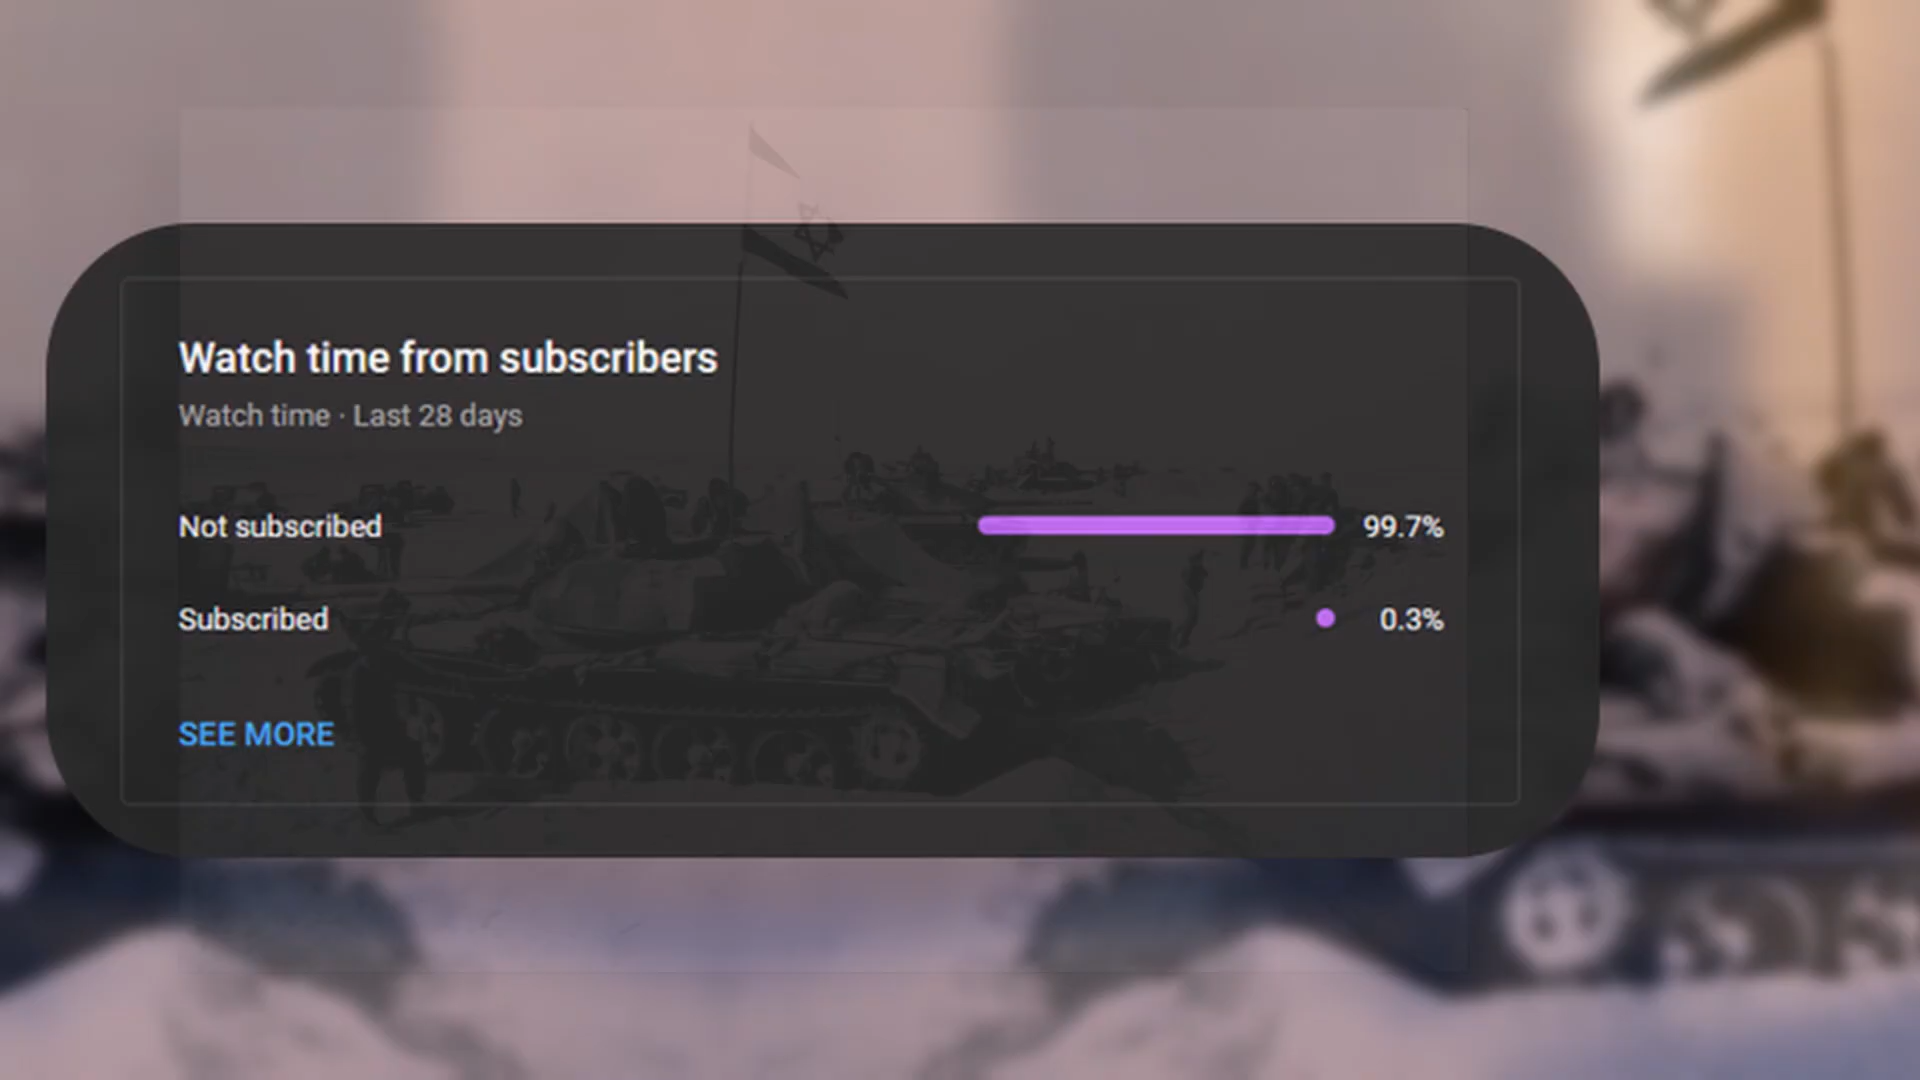 Watch time from subscribers
Watch time · Last 28 days
Not subscribed 99.7%
Subscribed 0.3%
SEE MORE